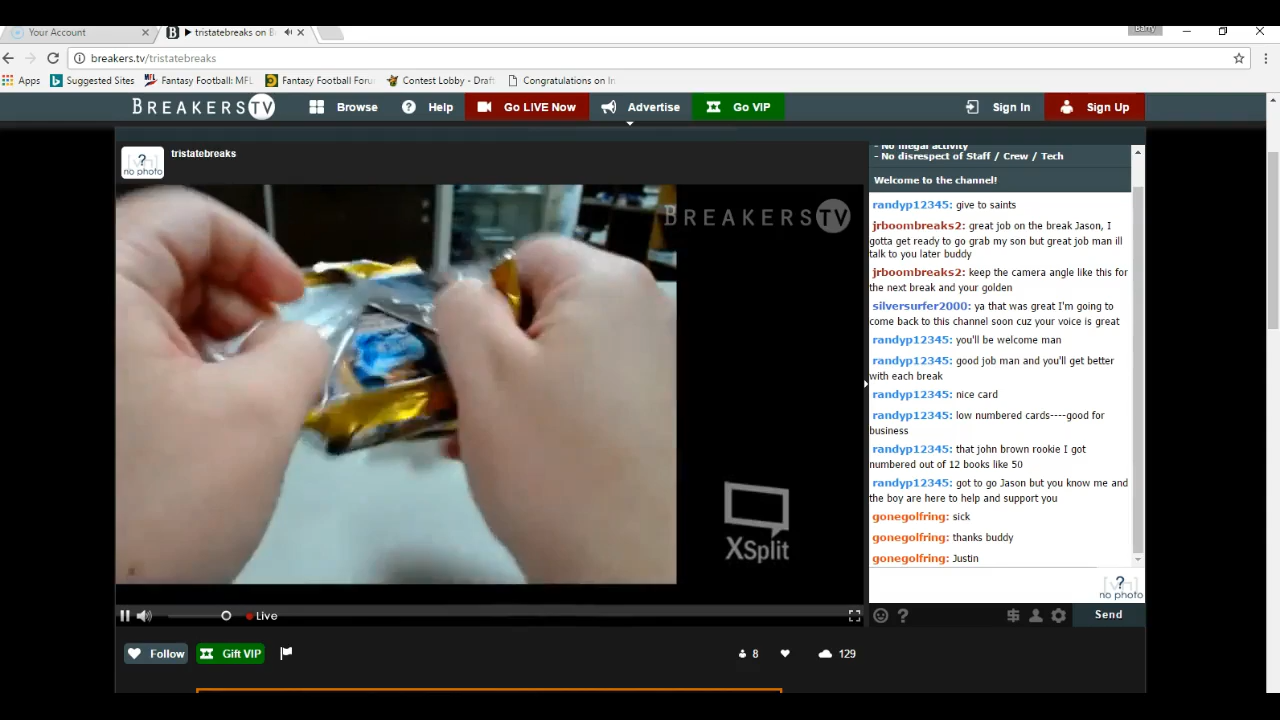 Your Account
tristatebreaks on B
Barry
breakers.tv/tristatebreaks
Apps
Suggested Sites
Fantasy Football: MFL
Fantasy Football Foru
Contest Lobby - Draft
Congratulations on In
BREAKERS TV
Browse
Help
Go LIVE Now
Advertise
Go VIP
Sign In
Sign Up
?
no photo
tristatebreaks
BREAKERS TV
XSplit
- No illegal activity
- No disrespect of Staff / Crew / Tech
Welcome to the channel!
randyp12345: give to saints
jrboombreaks2: great job on the break Jason, I
gotta get ready to go grab my son but great job man ill
talk to you later buddy
jrboombreaks2: keep the camera angle like this for
the next break and your golden
silversurfer2000: ya that was great I'm going to
come back to this channel soon cuz your voice is great
randyp12345: you'll be welcome man
randyp12345: good job man and you'll get better
with each break
randyp12345: nice card
randyp12345: low numbered cards----good for
business
randyp12345: that john brown rookie I got
numbered out of 12 books like 50
randyp12345: got to go Jason but you know me and
the boy are here to help and support you
gonegolfring: sick
gonegolfring: thanks buddy
gonegolfring: Justin
?
no photo
Live
Send
Follow
Gift VIP
8
129